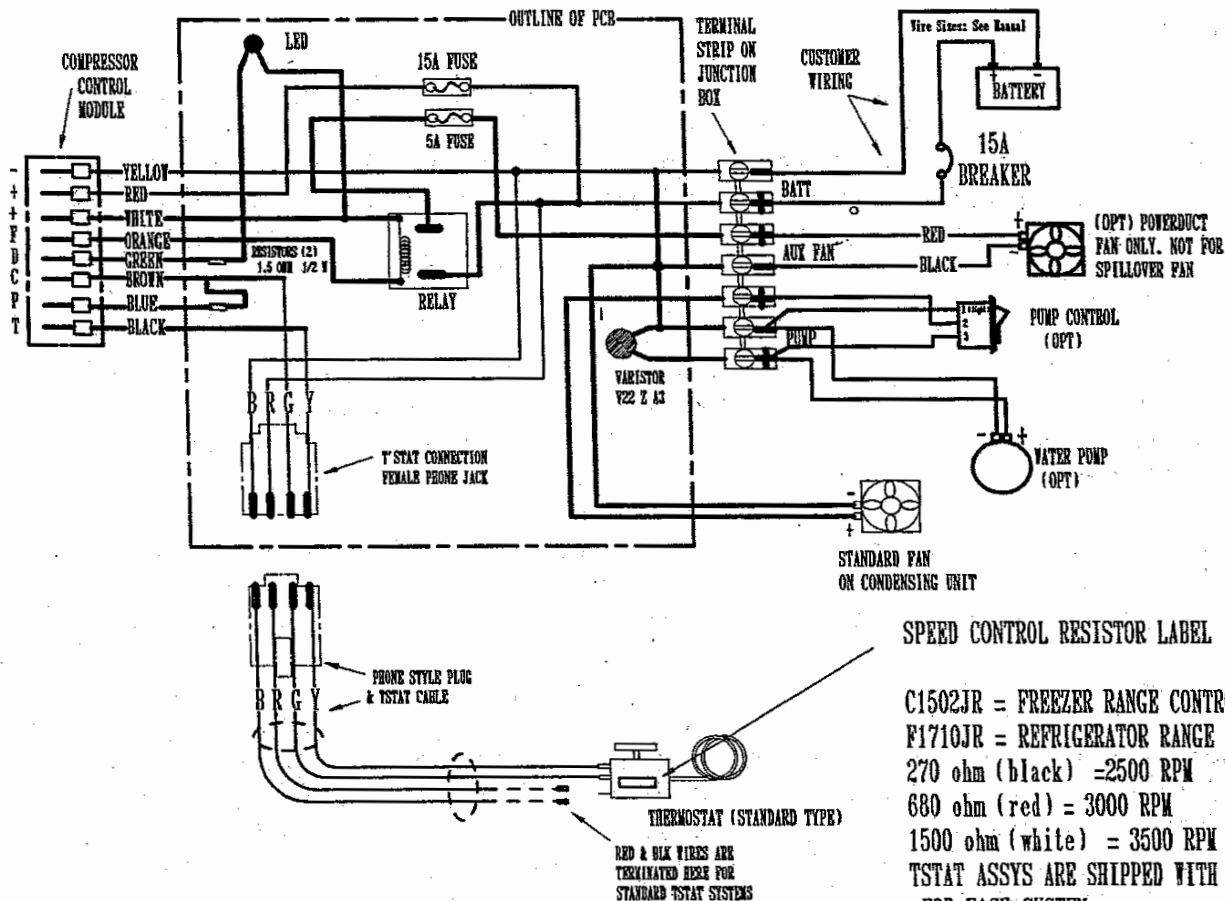 OUTLINE OF PCB
LED
COMPRESSOR
CONTROL
MODULE
15A FUSE
5A FUSE
TERMINAL
STRIP ON
JUNCTION
BOX
CUSTOMER
WIRING
Wire Sizes: See Manual
+ -
BATTERY
15A
BREAKER
- YELLOW
+ RED
+ WHITE
F ORANGE
D GREEN
C BROWN
P BLUE
T BLACK
RESISTORS (2)
1.5 OHM 1/2 W
RELAY
BATT
AUX FAN
PUMP
RED
BLACK
+
-
(OPT) POWERDUCT
FAN ONLY. NOT FOR
SPILLOVER FAN
2
3
PUMP CONTROL
(OPT)
VARISTOR
V22 Z A3
- +
WATER PUMP
(OPT)
B R G Y
T'STAT CONNECTION
FEMALE PHONE JACK
-
+
STANDARD FAN
ON CONDENSING UNIT
PHONE STYLE PLUG
& TSTAT CABLE
B R G Y
THERMOSTAT (STANDARD TYPE)
RED & BLK WIRES ARE
TERMINATED HERE FOR
STANDARD TSTAT SYSTEMS
SPEED CONTROL RESISTOR LABEL
C1502JR = FREEZER RANGE CONTR
F1710JR = REFRIGERATOR RANGE
270 ohm (black) =2500 RPM
680 ohm (red) = 3000 RPM
1500 ohm (white) = 3500 RPM
TSTAT ASSYS ARE SHIPPED WITH